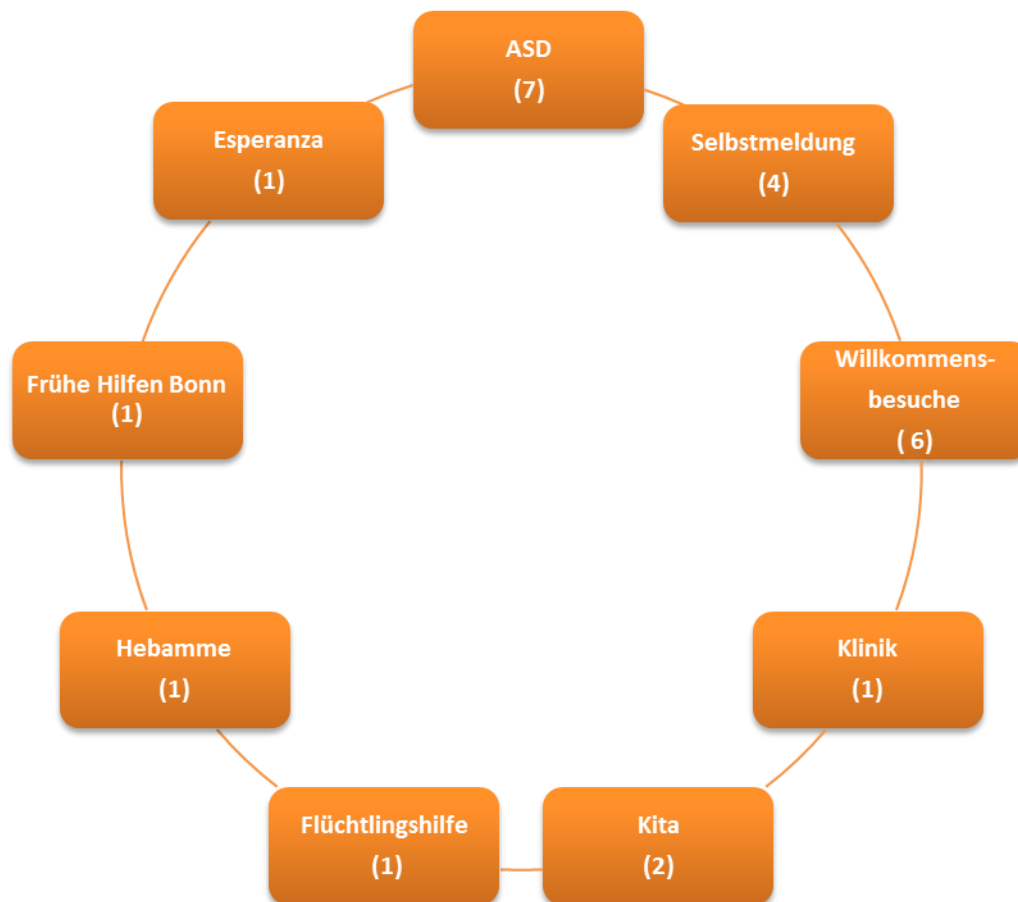 ASD
(7)
Selbstmeldung
(4)
Willkommens-
besuche
( 6)
Klinik
(1)
Kita
(2)
Flüchtlingshilfe
(1)
Hebamme
(1)
Frühe Hilfen Bonn
(1)
Esperanza
(1)